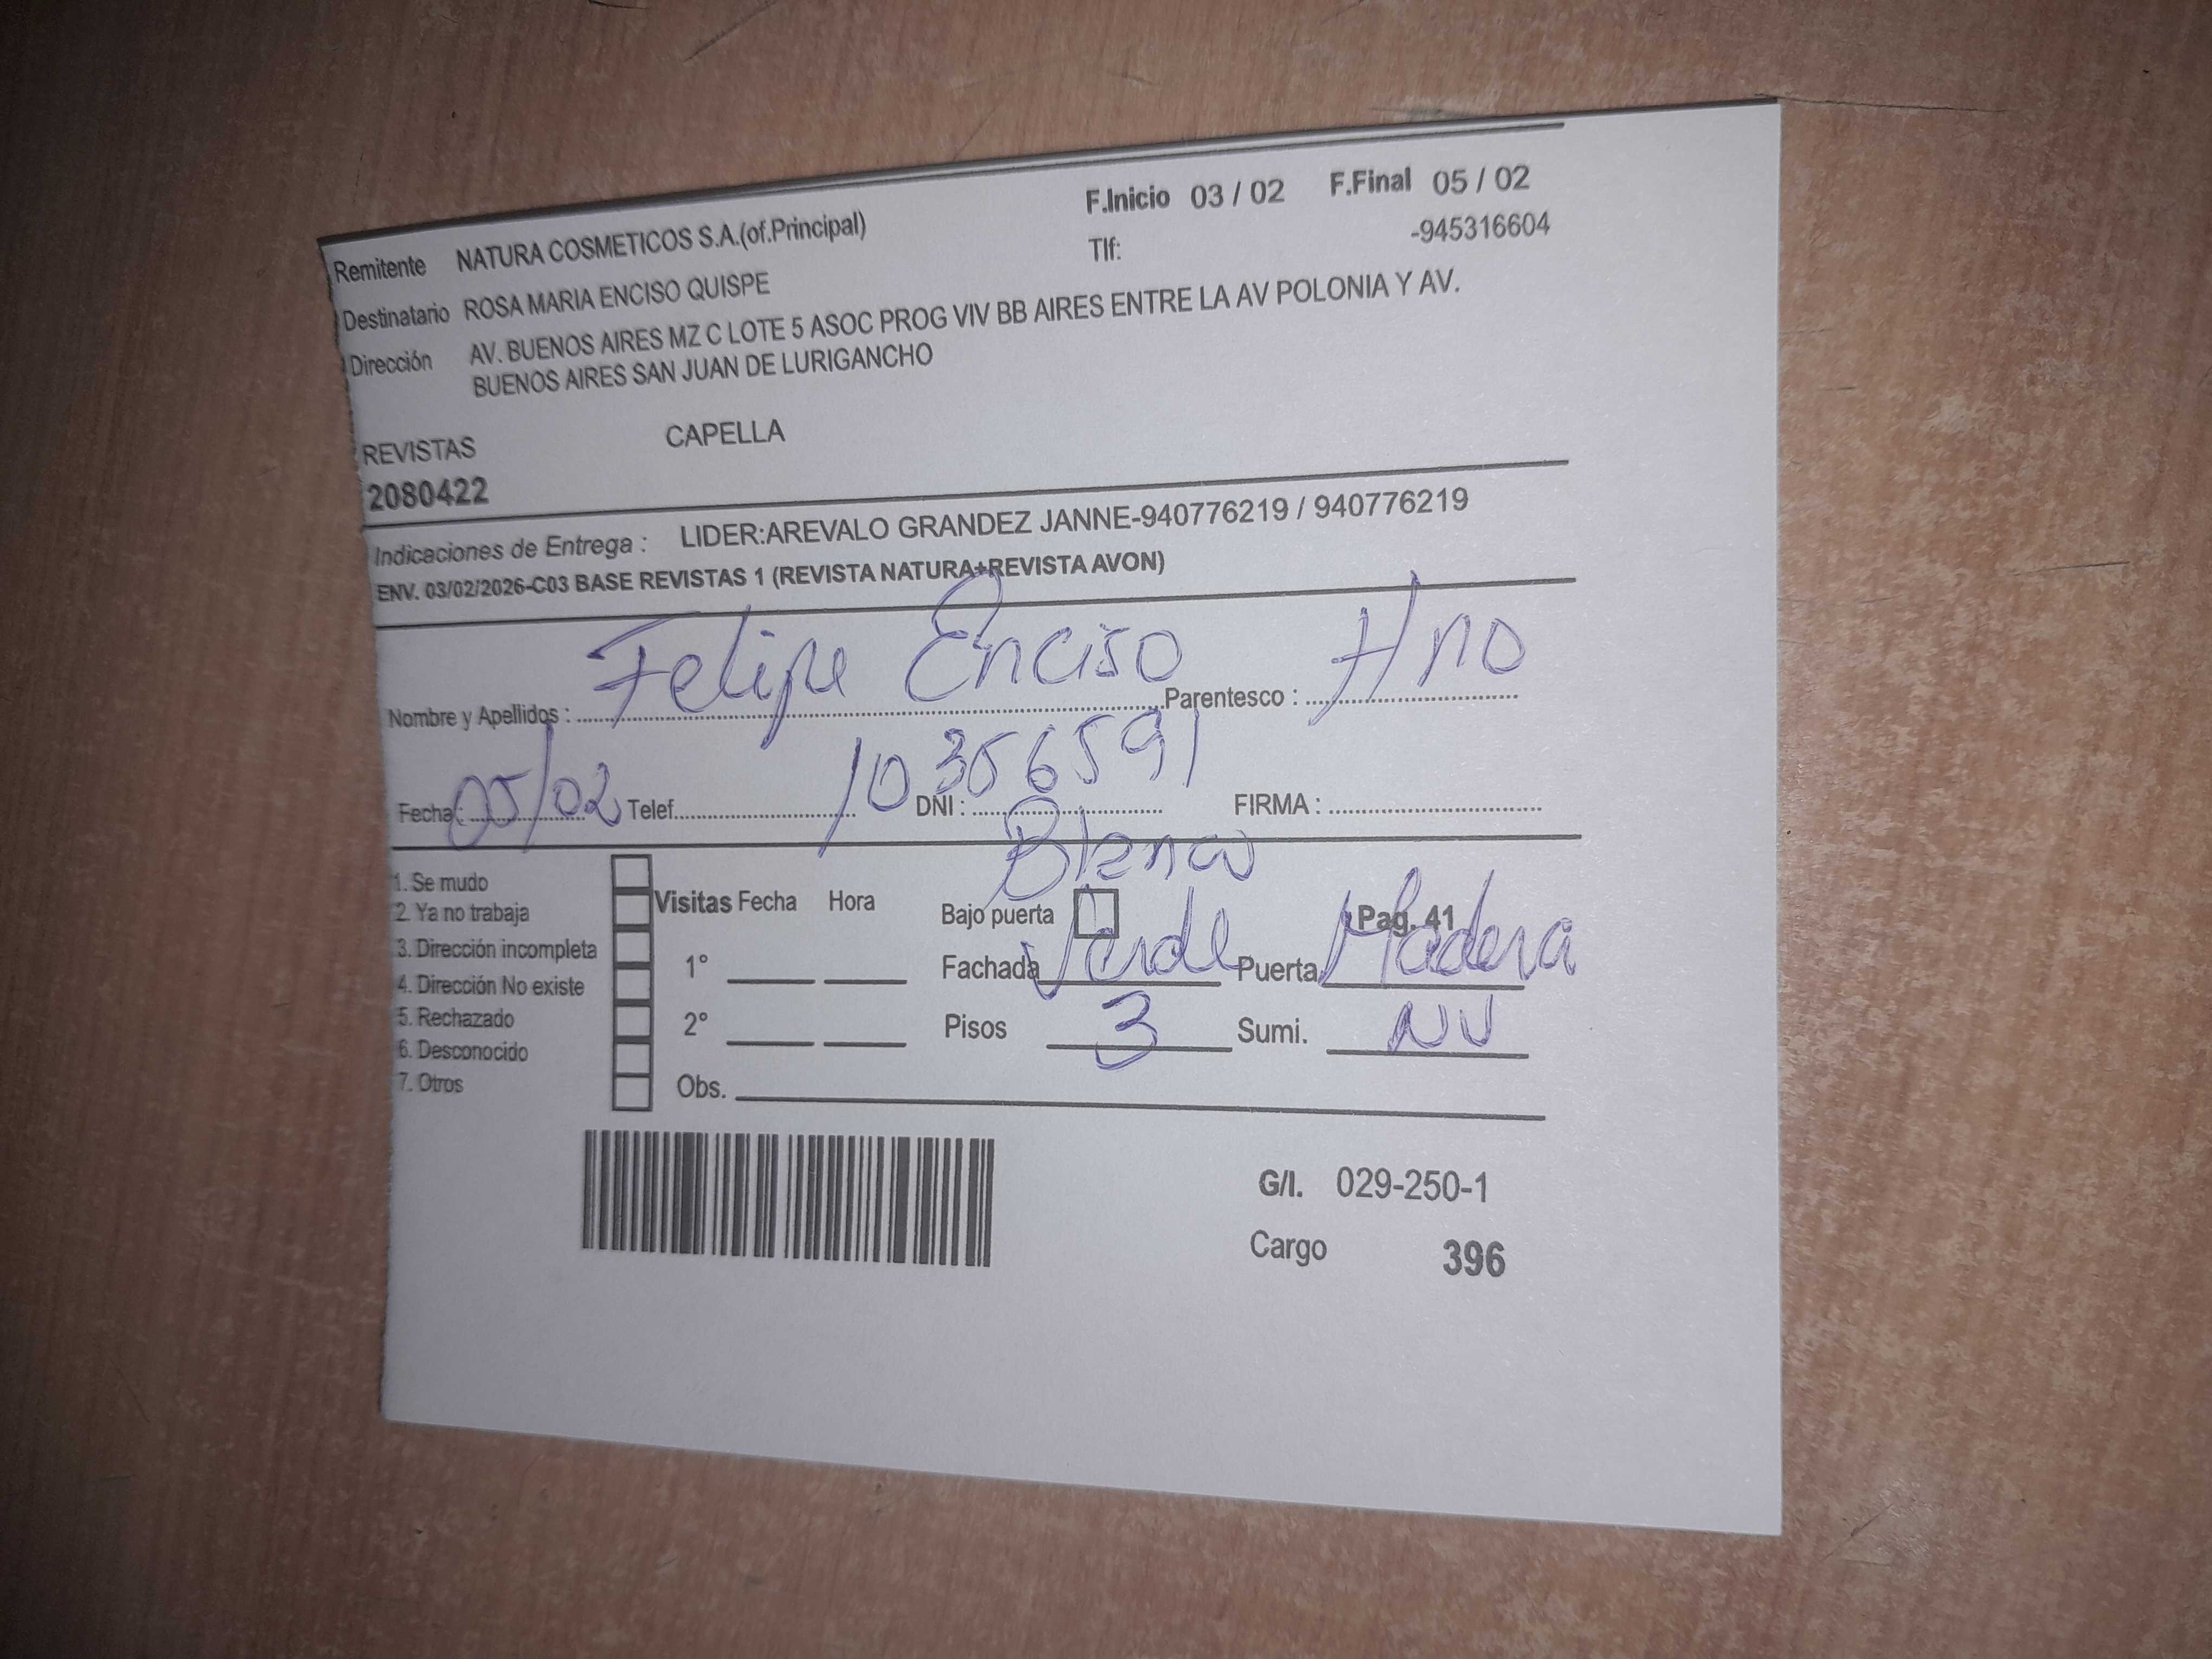 F.Inicio 03 / 02 F.Final 05 / 02
Remitente NATURA COSMETICOS S.A.(of.Principal) Tlf: -945316604
Destinatario ROSA MARIA ENCISO QUISPE
Dirección AV. BUENOS AIRES MZ C LOTE 5 ASOC PROG VIV BB AIRES ENTRE LA AV POLONIA Y AV.
BUENOS AIRES SAN JUAN DE LURIGANCHO
REVISTAS CAPELLA
2080422
Indicaciones de Entrega : LIDER:AREVALO GRANDEZ JANNE-940776219 / 940776219
ENV. 03/02/2026-C03 BASE REVISTAS 1 (REVISTA NATURA+REVISTA AVON)
Nombre y Apellidos : Felipe Enciso Parentesco : Hno
Fecha : 05/02 Telef. DNI : 10366591 FIRMA :
Blanco
1. Se mudo
2. Ya no trabaja
3. Dirección incompleta
4. Dirección No existe
5. Rechazado
6. Desconocido
7. Otros
Visitas Fecha Hora Bajo puerta Pag. 41
1° Fachada Verde Puerta Madera
2° Pisos 3 Sumi. NV
Obs.
G/I. 029-250-1
Cargo 396